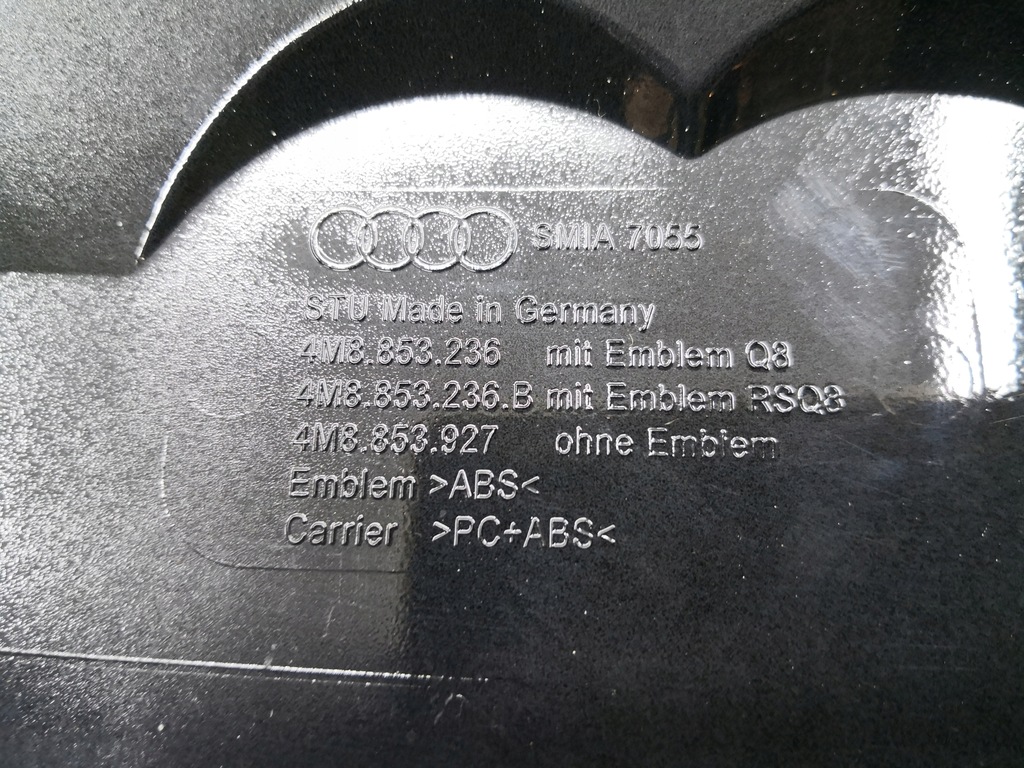 SMIA 7055
STU Made in Germany
4M8.853.236 mit Emblem Q8
4M8.853.236.B mit Emblem RSQ8
4M8.853.927 ohne Emblem
Emblem >ABS<
Carrier >PC+ABS<